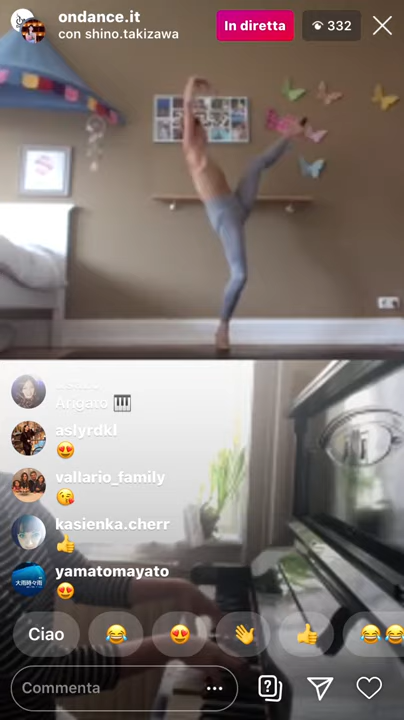 ondance.it
con shino.takizawa
In diretta
332
Arigato 🎹
aslyrdkl
😍
vallario_family
😘
kasienka.cherr
👍
yamatomayato
😍
Ciao 😂 😍 👋 👍 😂😂
Commenta